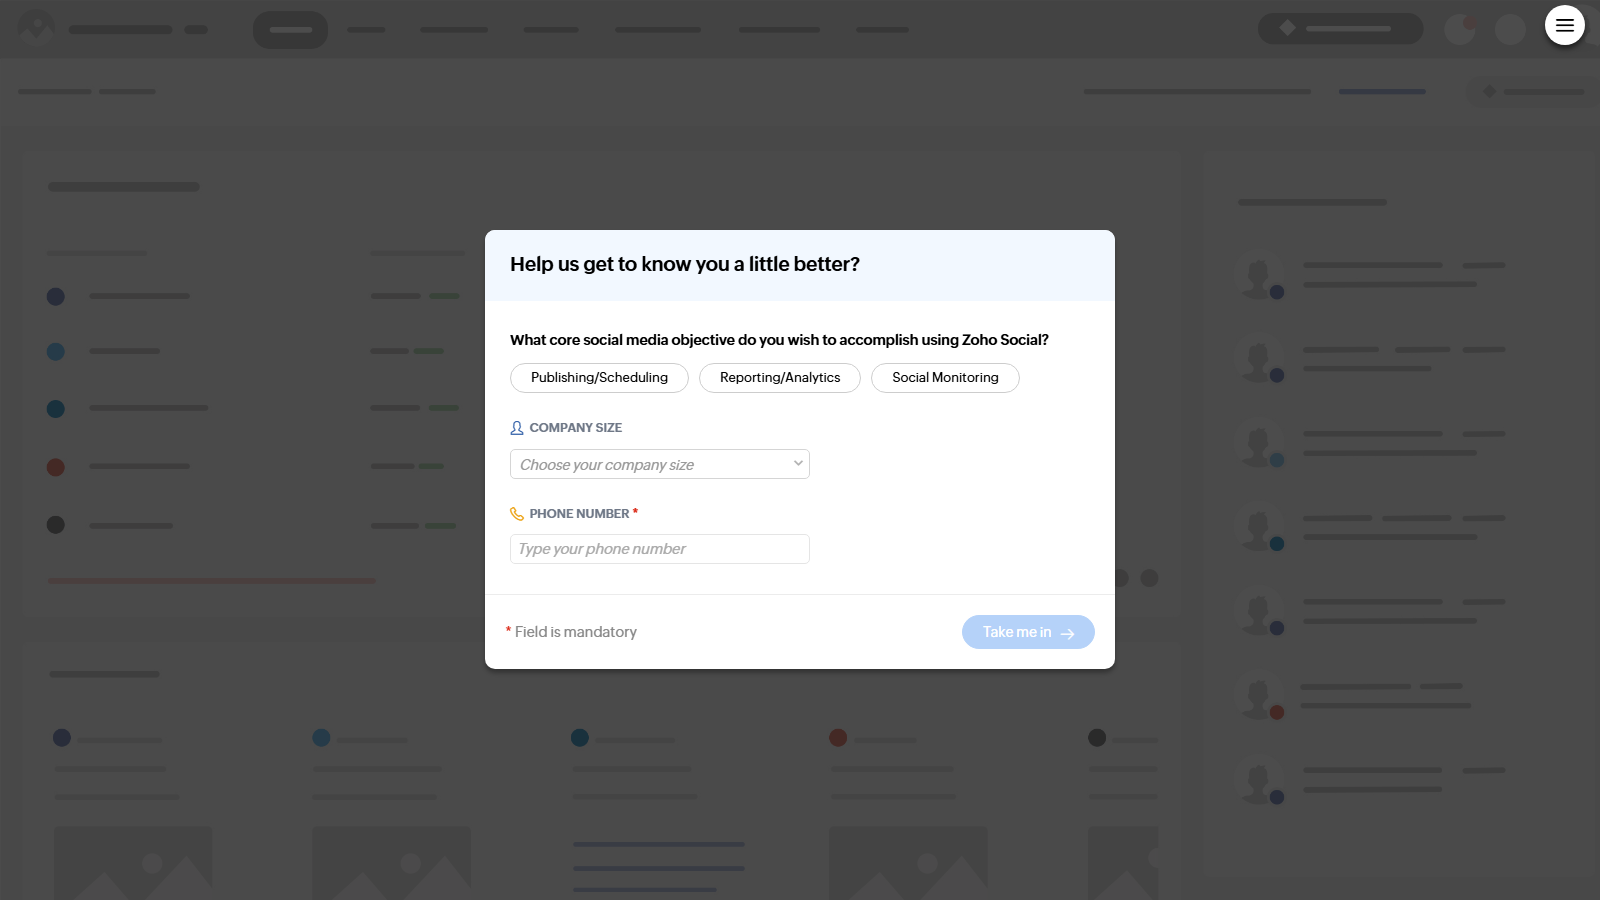 Help us get to know you a little better?
What core social media objective do you wish to accomplish using Zoho Social?
Publishing/Scheduling Reporting/Analytics Social Monitoring
COMPANY SIZE
Choose your company size
PHONE NUMBER *
Type your phone number
* Field is mandatory
Take me in